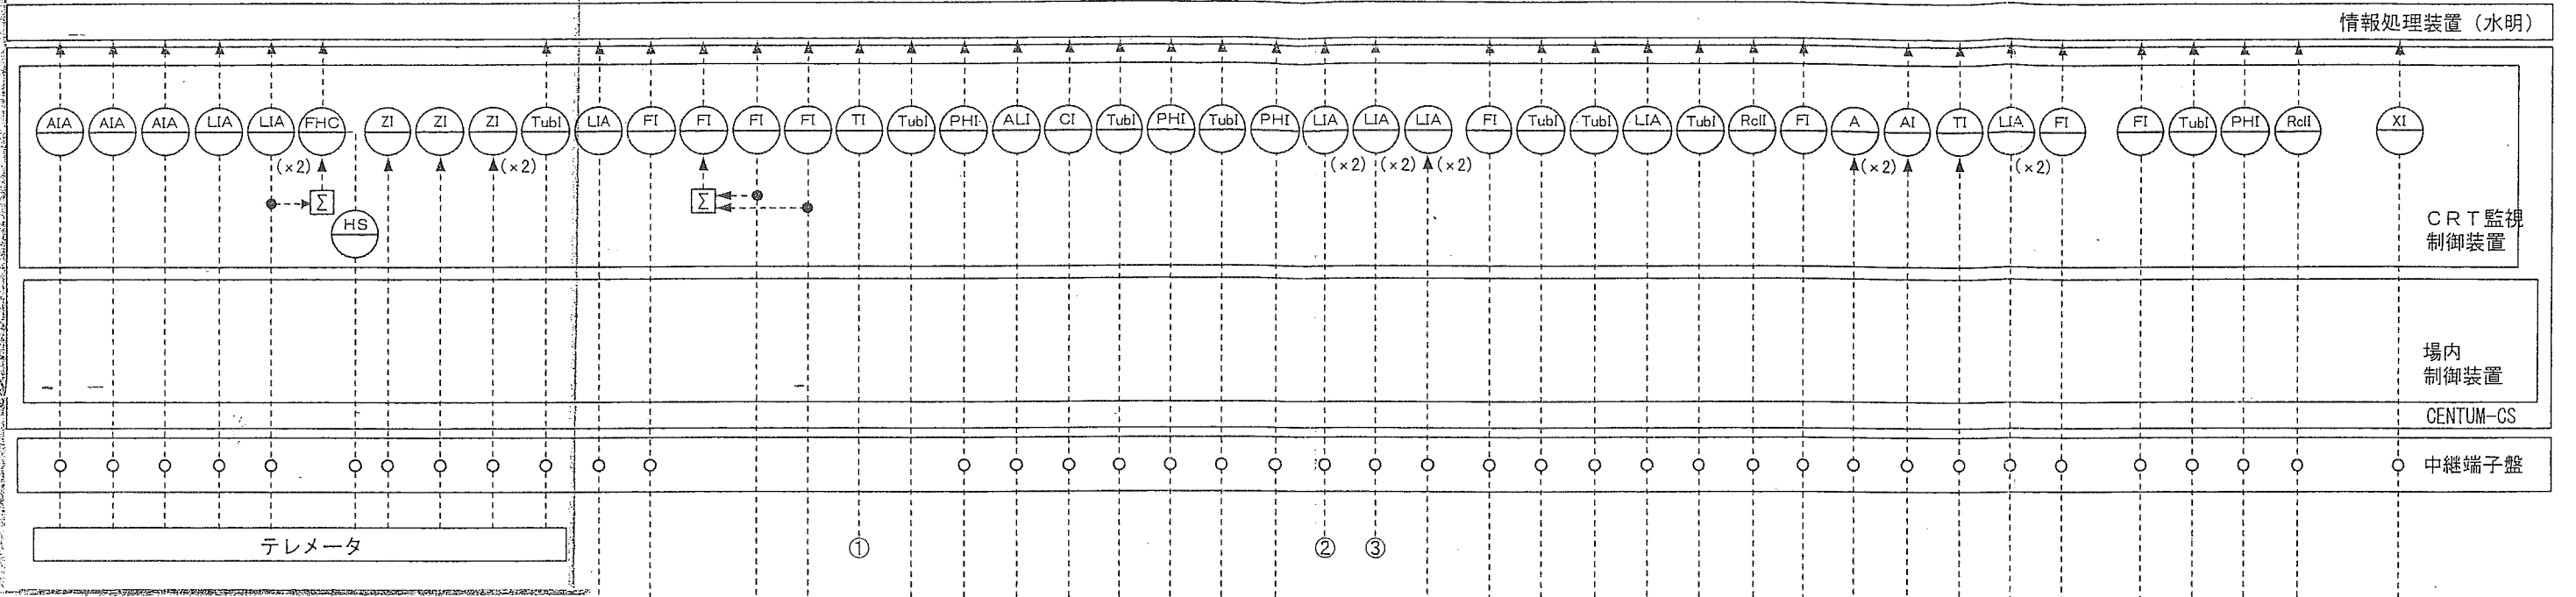 情報処理装置（水明）
AIA AIA AIA LIA LIA FHC ZI ZI ZI TubI LIA FI FI FI FI TI TubI PHI ALI CI TubI PHI TubI PHI LIA LIA LIA FI TubI TubI LIA TubI RclI FI A AI TI LIA FI FI TubI PHI RclI XI
(×2) (×2) (×2) (×2) (×2) (×2) (×2)
Σ Σ
HS
ＣＲＴ監視
制御装置
場内
制御装置
CENTUM-CS
中継端子盤
テレメータ ① ② ③